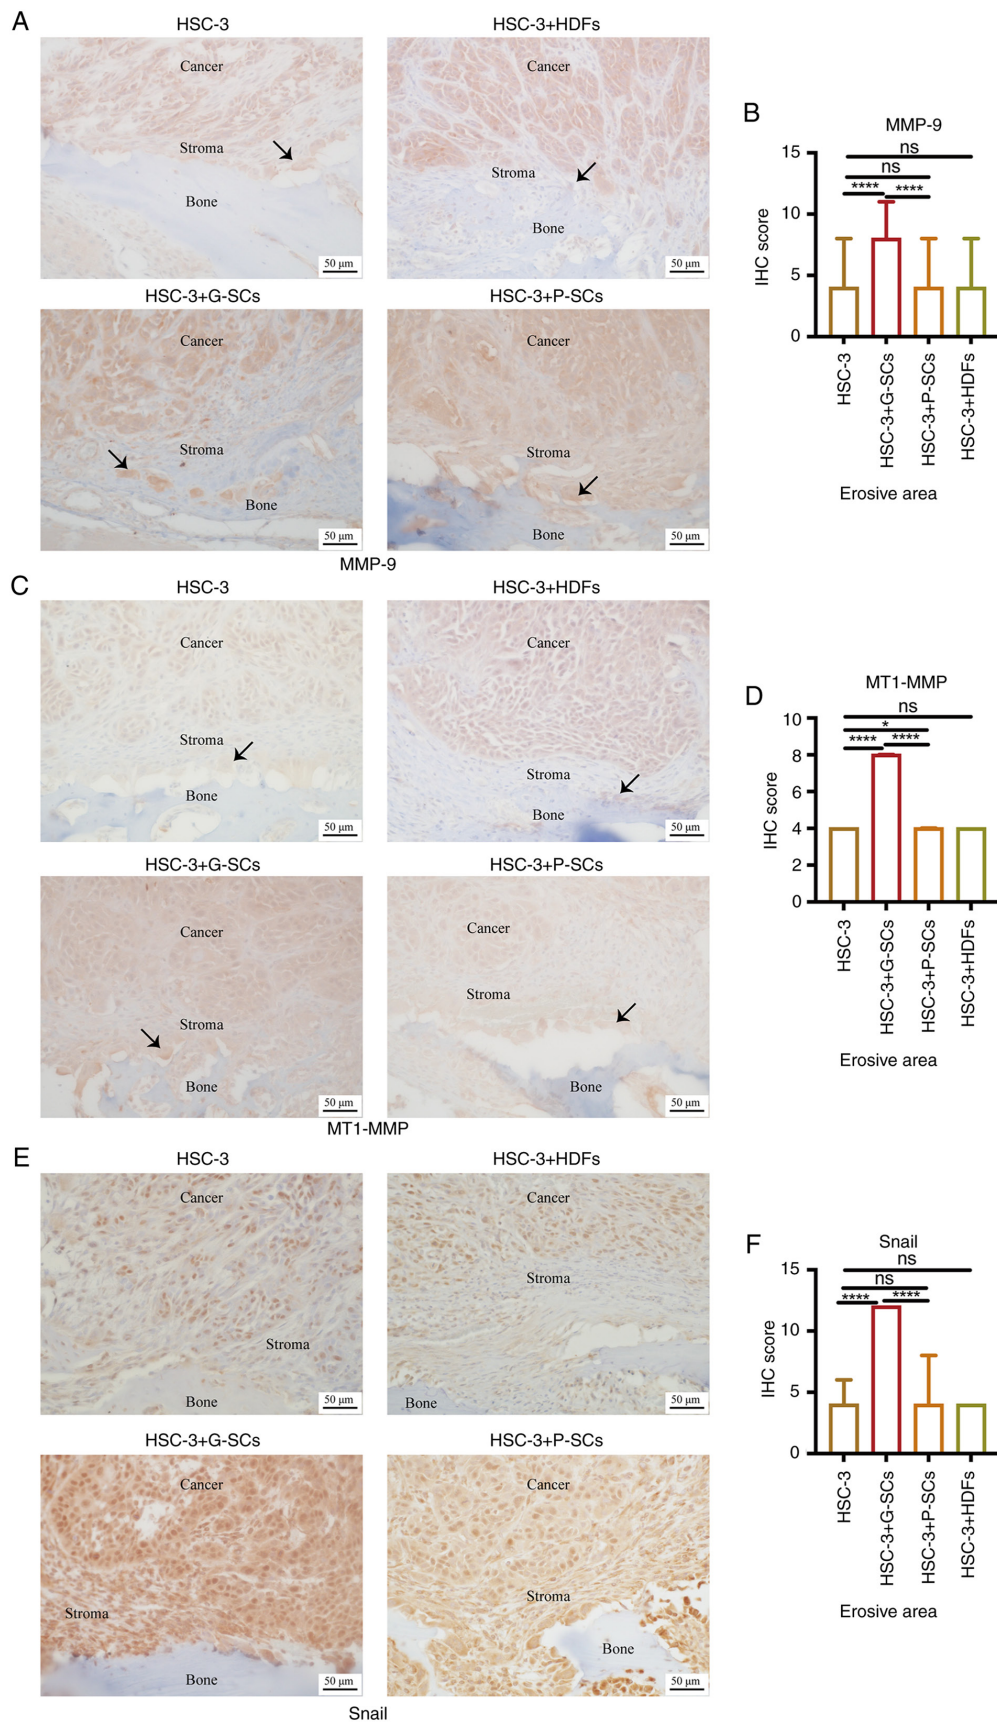 A
HSC-3
HSC-3+HDFs
Cancer
Stroma
Bone
50 µm
Cancer
Stroma
Bone
50 µm
HSC-3+G-SCs
HSC-3+P-SCs
Cancer
Stroma
Bone
50 µm
Cancer
Stroma
Bone
50 µm
MMP-9
B
MMP-9
ns
ns
**** ****
IHC score
15
10
5
0
HSC-3
HSC-3+G-SCs
HSC-3+P-SCs
HSC-3+HDFs
Erosive area
C
HSC-3
HSC-3+HDFs
Cancer
Stroma
Bone
50 µm
Cancer
Stroma
Bone
50 µm
HSC-3+G-SCs
HSC-3+P-SCs
Cancer
Stroma
Bone
50 µm
Cancer
Stroma
Bone
50 µm
MT1-MMP
D
MT1-MMP
ns
*
**** ****
IHC score
10
8
6
4
2
0
HSC-3
HSC-3+G-SCs
HSC-3+P-SCs
HSC-3+HDFs
Erosive area
E
HSC-3
HSC-3+HDFs
Cancer
Stroma
Bone
50 µm
Cancer
Stroma
Bone
50 µm
HSC-3+G-SCs
HSC-3+P-SCs
Cancer
Stroma
Bone
50 µm
Cancer
Stroma
Bone
50 µm
Snail
F
Snail
ns
ns
**** ****
IHC score
15
10
5
0
HSC-3
HSC-3+G-SCs
HSC-3+P-SCs
HSC-3+HDFs
Erosive area